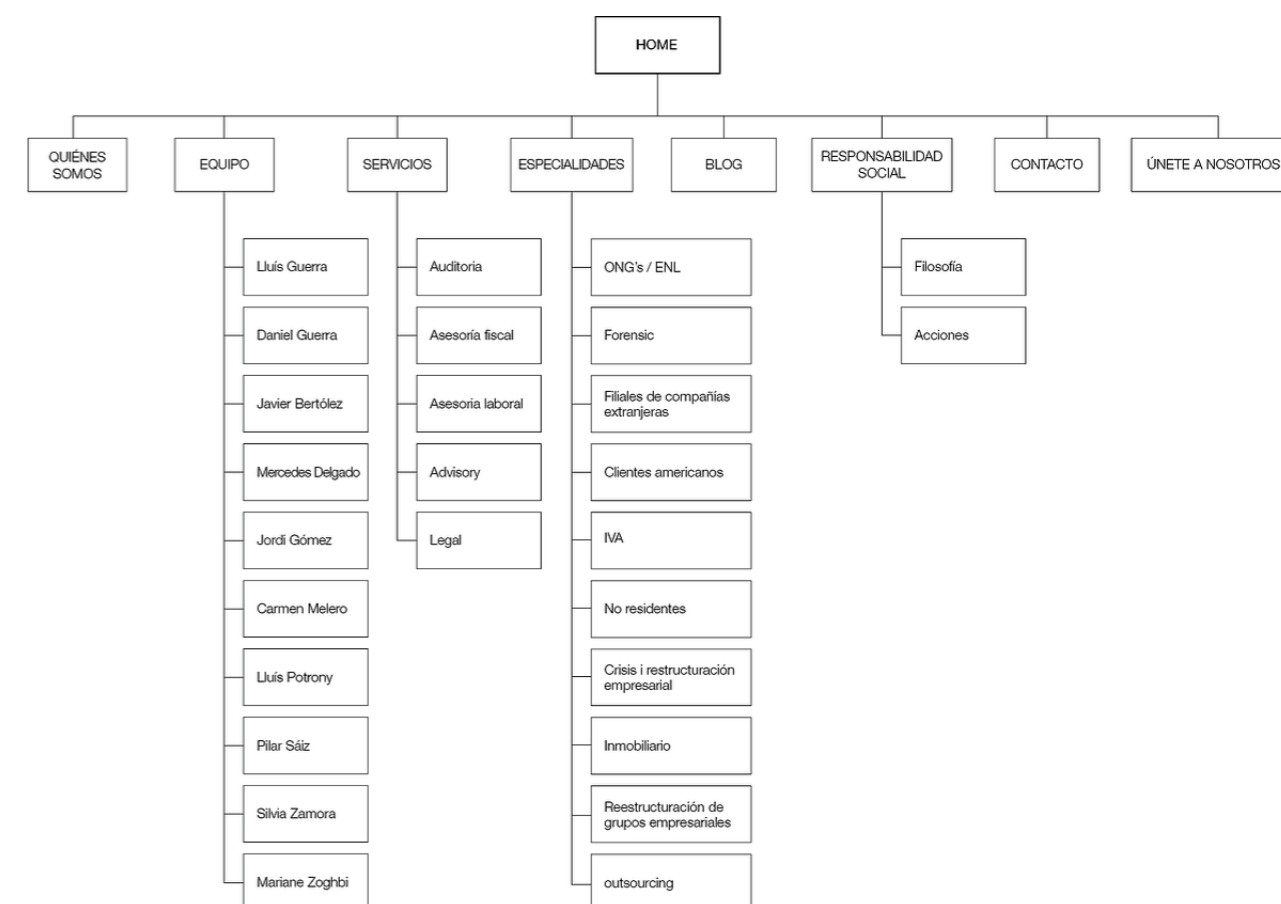 HOME
QUIÉNES
SOMOS
EQUIPO
SERVICIOS
ESPECIALIDADES
BLOG
RESPONSABILIDAD
SOCIAL
CONTACTO
ÚNETE A NOSOTROS
Lluís Guerra
Daniel Guerra
Javier Bertólez
Mercedes Delgado
Jordi Gómez
Carmen Melero
Lluís Potrony
Pilar Sáiz
Silvia Zamora
Mariane Zoghbi
Auditoria
Asesoría fiscal
Asesoria laboral
Advisory
Legal
ONG's / ENL
Forensic
Filiales de compañías
extranjeras
Clientes americanos
IVA
No residentes
Crisis i restructuración
empresarial
Inmobiliario
Reestructuración de
grupos empresariales
outsourcing
Filosofía
Acciones